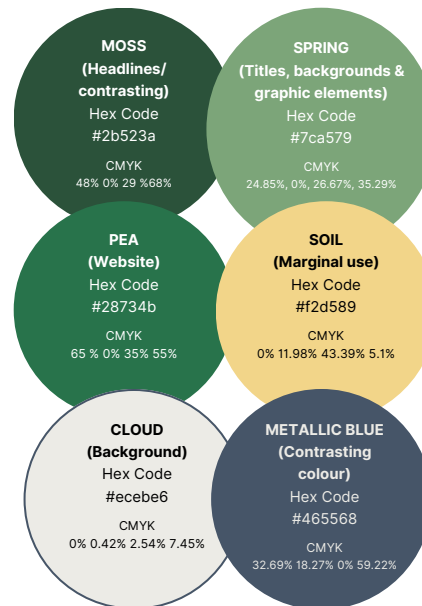 MOSS
(Headlines/
contrasting)
Hex Code
#2b523a
CMYK
48% 0% 29 %68%
SPRING
(Titles, backgrounds &
graphic elements)
Hex Code
#7ca579
CMYK
24.85%, 0%, 26.67%, 35.29%
PEA
(Website)
Hex Code
#28734b
CMYK
65 % 0% 35% 55%
SOIL
(Marginal use)
Hex Code
#f2d589
CMYK
0% 11.98% 43.39% 5.1%
CLOUD
(Background)
Hex Code
#ecebe6
CMYK
0% 0.42% 2.54% 7.45%
METALLIC BLUE
(Contrasting
colour)
Hex Code
#465568
CMYK
32.69% 18.27% 0% 59.22%